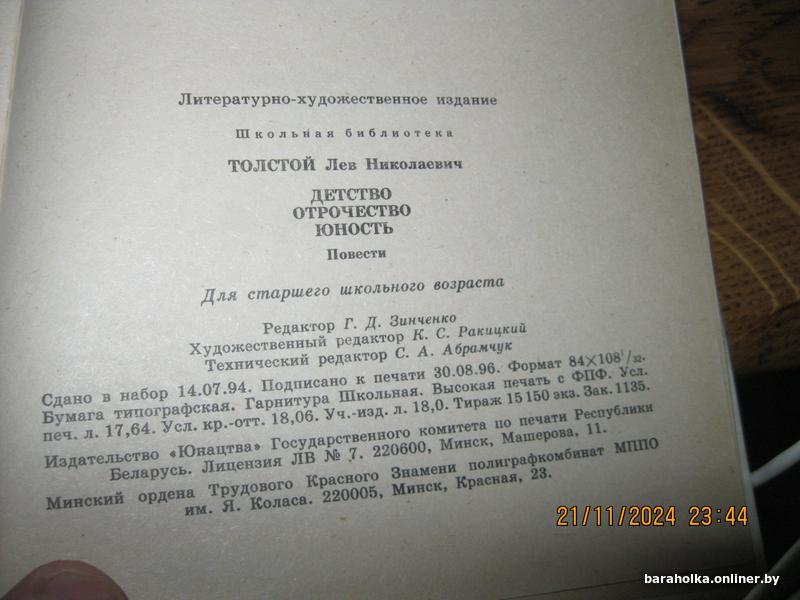 Литературно-художественное издание
Школьная библиотека
ТОЛСТОЙ Лев Николаевич
ДЕТСТВО
ОТРОЧЕСТВО
ЮНОСТЬ
Повести
Для старшего школьного возраста
Редактор Г. Д. Зинченко
Художественный редактор К. С. Ракицкий
Технический редактор С. А. Абрамчук
Сдано в набор 14.07.94. Подписано к печати 30.08.96. Формат 84×108¹/₃₂.
Бумага типографская. Гарнитура Школьная. Высокая печать с ФПФ. Усл.
печ. л. 17,64. Усл. кр.-отт. 18,06. Уч.-изд. л. 18,0. Тираж 15 150 экз. Зак. 1135.
Издательство «Юнацтва» Государственного комитета по печати Республики
Беларусь. Лицензия ЛВ № 7. 220600, Минск, Машерова, 11.
Минский ордена Трудового Красного Знамени полиграфкомбинат МППО
им. Я. Коласа. 220005, Минск, Красная, 23.
21/11/2024 23:44
baraholka.onliner.by